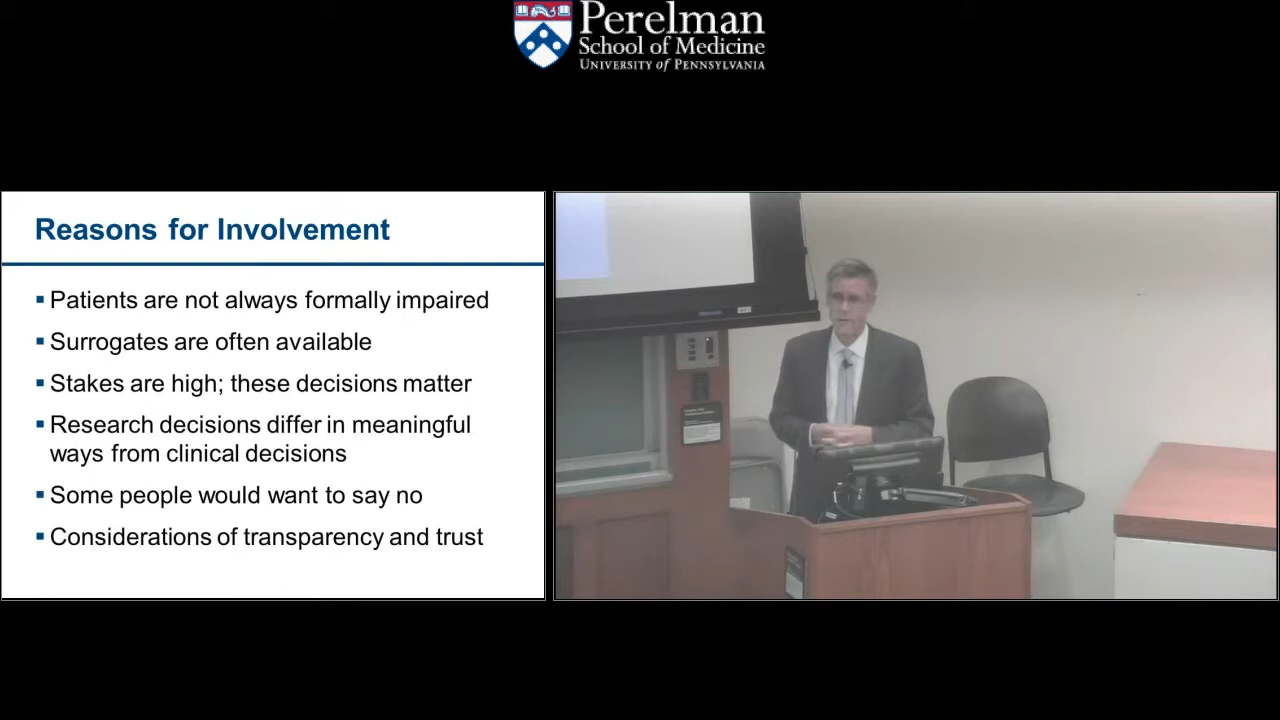 Perelman
School of Medicine
UNIVERSITY of PENNSYLVANIA
Reasons for Involvement
▪ Patients are not always formally impaired
▪ Surrogates are often available
▪ Stakes are high; these decisions matter
▪ Research decisions differ in meaningful
ways from clinical decisions
▪ Some people would want to say no
▪ Considerations of transparency and trust